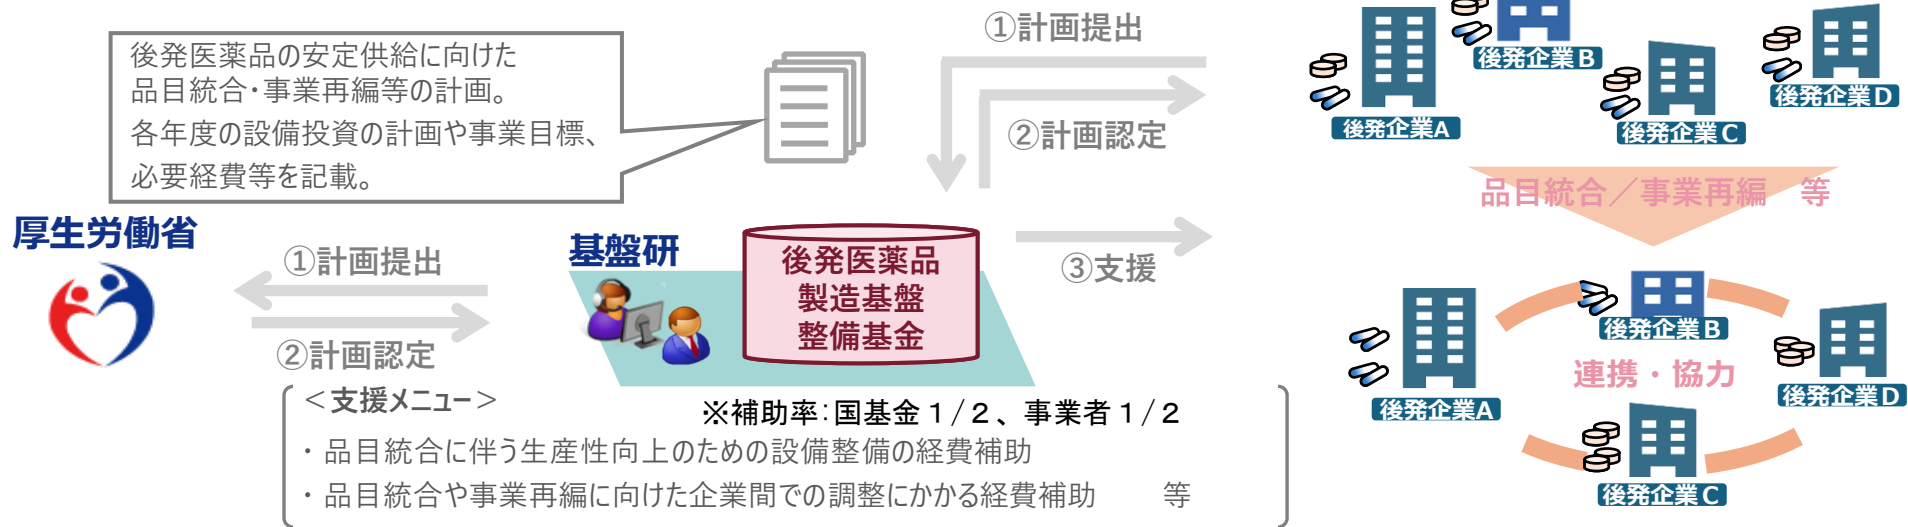 後発医薬品の安定供給に向けた
品目統合・事業再編等の計画。
各年度の設備投資の計画や事業目標、
必要経費等を記載。
①計画提出
②計画認定
後発企業A
後発企業B
後発企業C
後発企業D
品目統合／事業再編　等
厚生労働省
①計画提出
②計画認定
基盤研
後発医薬品
製造基盤
整備基金
③支援
後発企業A
後発企業B
連携・協力
後発企業D
後発企業C
＜支援メニュー＞
※補助率：国基金１/２、事業者１/２
・品目統合に伴う生産性向上のための設備整備の経費補助
・品目統合や事業再編に向けた企業間での調整にかかる経費補助　　等